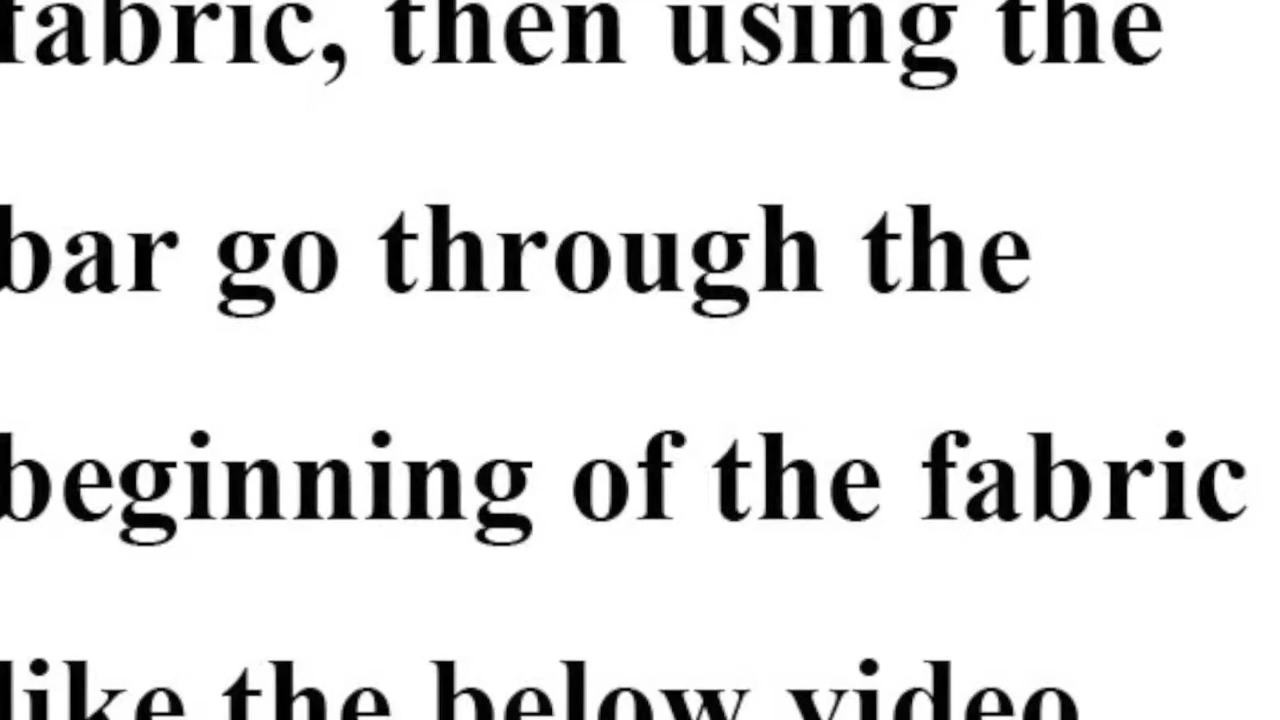 fabric, then using the
bar go through the
beginning of the fabric
like the below video